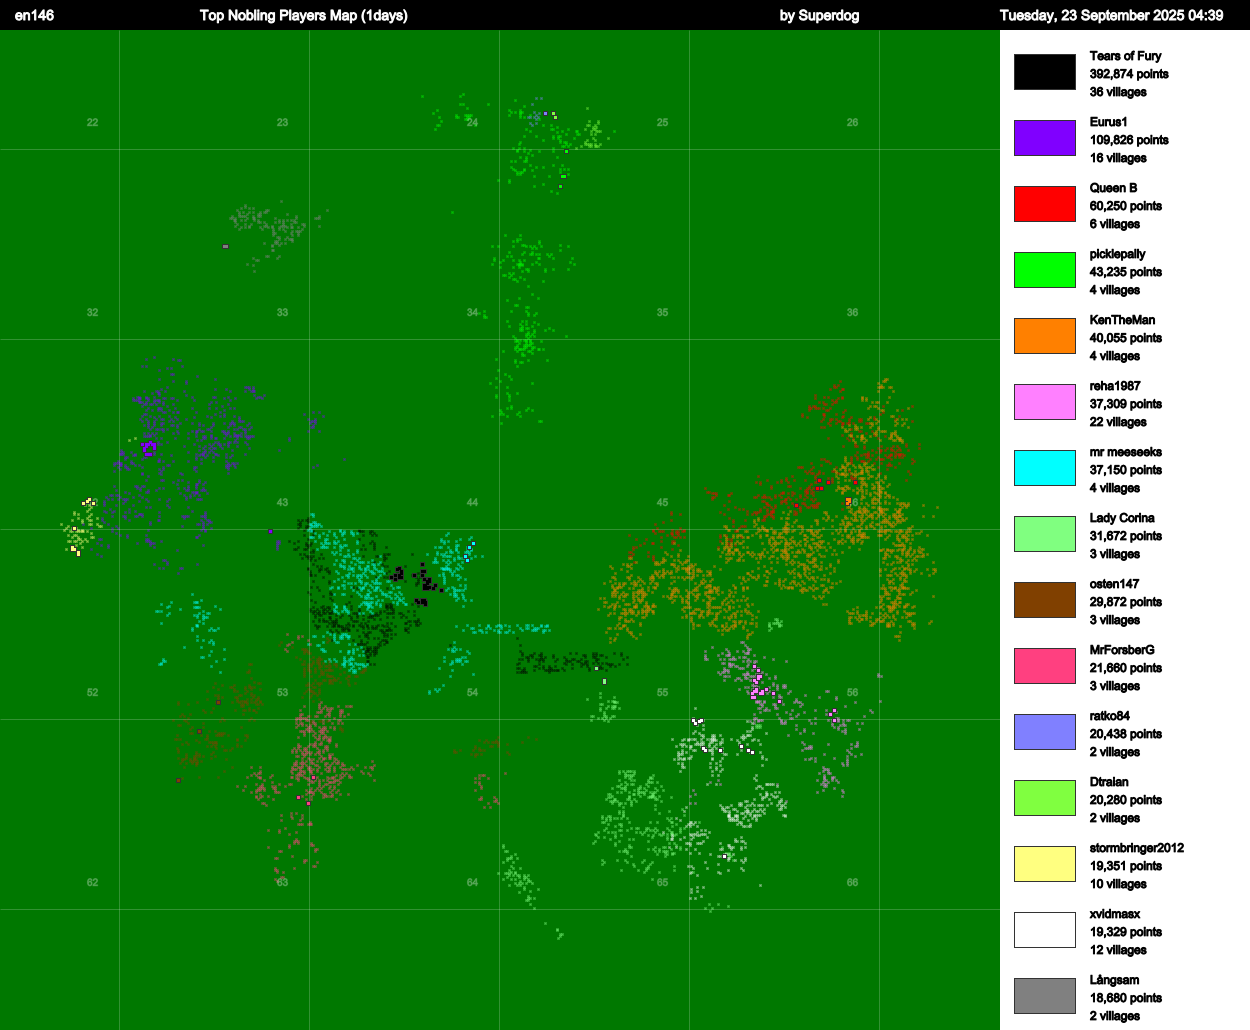 en146 Top Nobling Players Map (1days) by Superdog Tuesday, 23 September 2025 04:39
Tears of Fury
392,874 points
36 villages
Eurus1
109,826 points
16 villages
Queen B
60,250 points
6 villages
picklepally
43,235 points
4 villages
KenTheMan
40,055 points
4 villages
reha1987
37,309 points
22 villages
mr meeseeks
37,150 points
4 villages
Lady Corina
31,672 points
3 villages
osten147
29,872 points
3 villages
MrForsberG
21,660 points
3 villages
ratko84
20,438 points
2 villages
Dtraian
20,280 points
2 villages
stormbringer2012
19,351 points
10 villages
xvidmasx
19,329 points
12 villages
Långsam
18,680 points
2 villages
22 23 24 25 26
32 33 34 35 36
43 44 45 46
52 53 54 55 56
62 63 64 65 66